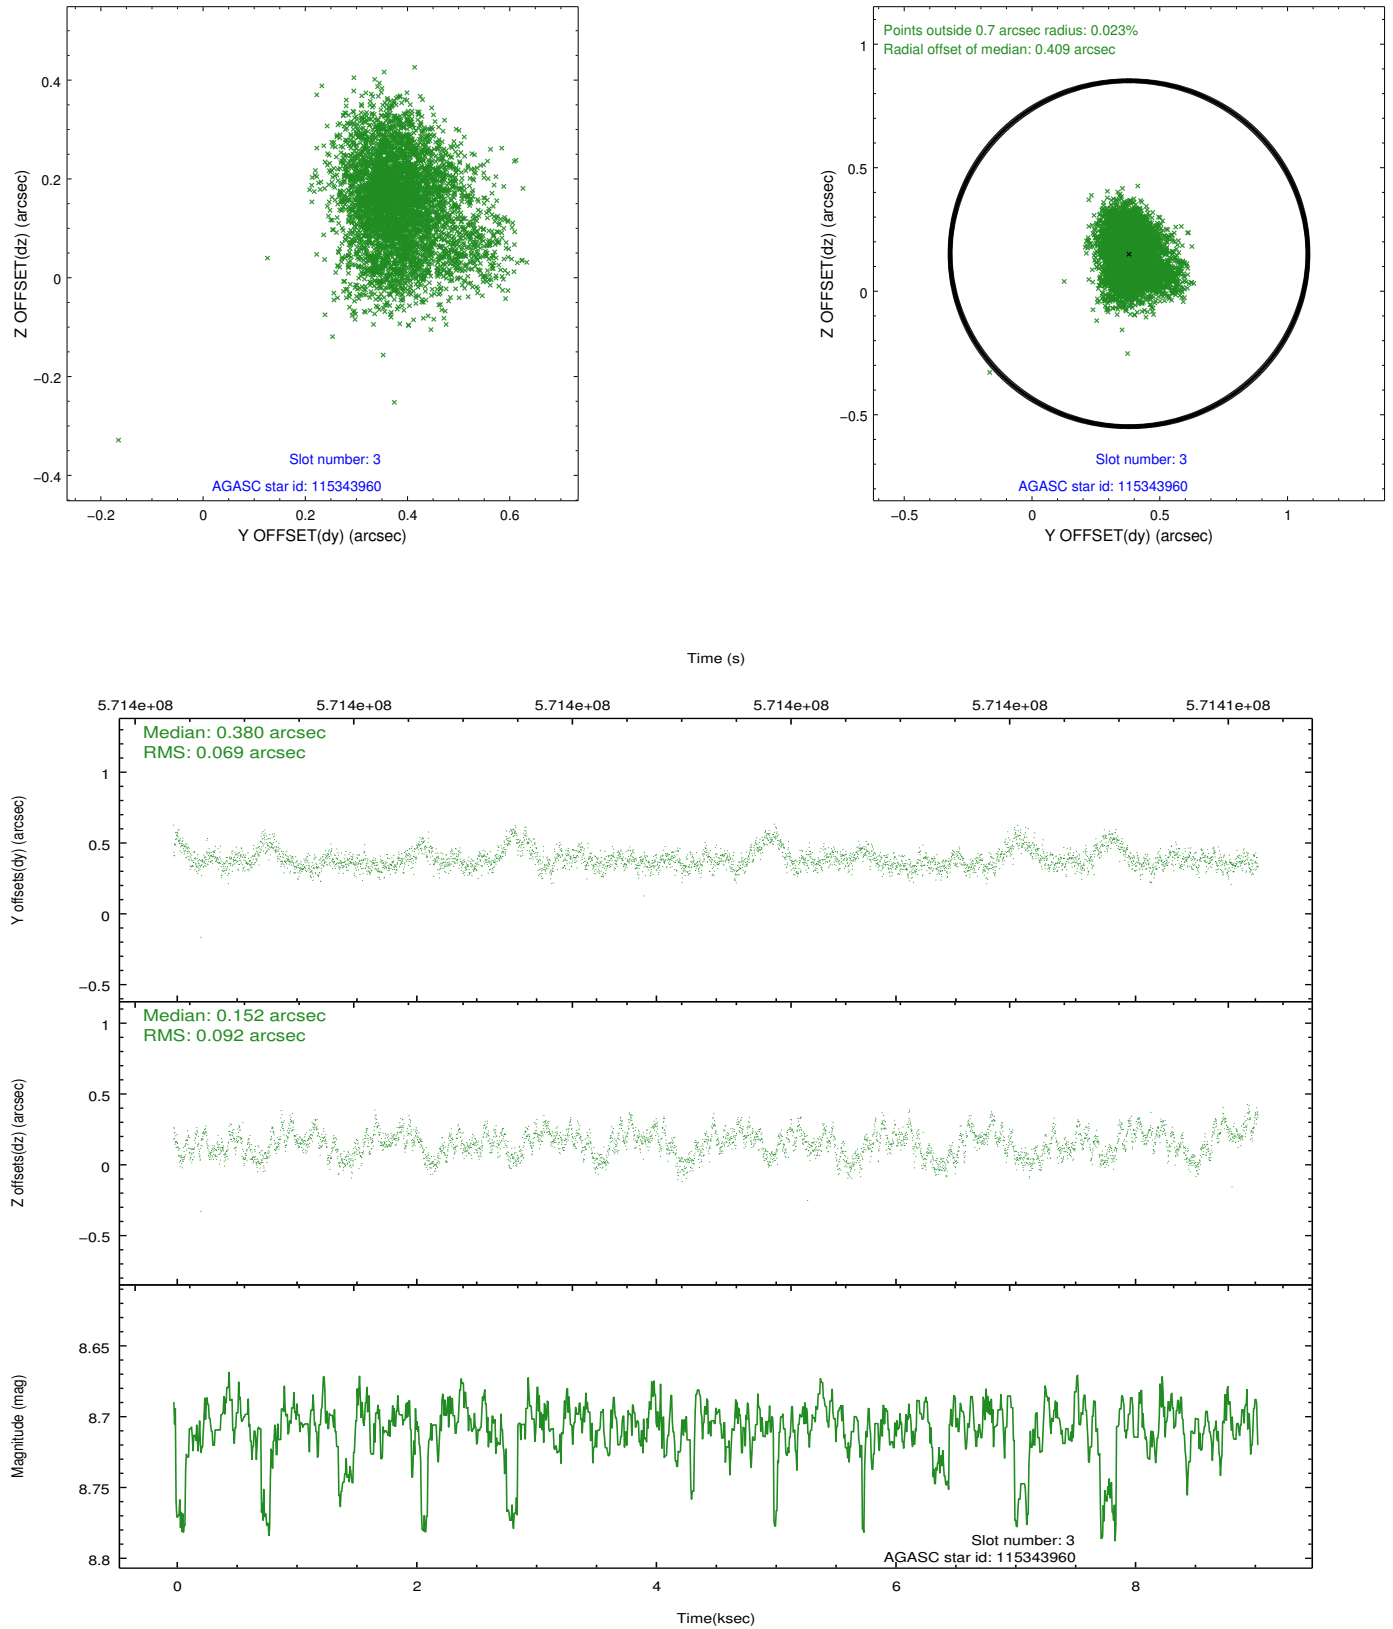 0.4
0.2
0
−0.2
−0.4
Z OFFSET(dz) (arcsec)
Slot number: 3
AGASC star id: 115343960
−0.2
0
0.2
0.4
0.6
Y OFFSET(dy) (arcsec)
Points outside 0.7 arcsec radius: 0.023%
Radial offset of median: 0.409 arcsec
1
0.5
0
−0.5
Z OFFSET(dz) (arcsec)
Slot number: 3
AGASC star id: 115343960
−0.5
0
0.5
1
Y OFFSET(dy) (arcsec)
Time (s)
5.714e+08
5.714e+08
5.714e+08
5.714e+08
5.714e+08
5.7141e+08
Median: 0.380 arcsec
RMS: 0.069 arcsec
1
0.5
0
−0.5
Y offsets(dy) (arcsec)
Median: 0.152 arcsec
RMS: 0.092 arcsec
1
0.5
0
−0.5
Z offsets(dz) (arcsec)
8.65
8.7
8.75
8.8
Magnitude (mag)
Slot number: 3
AGASC star id: 115343960
0
2
4
6
8
Time(ksec)